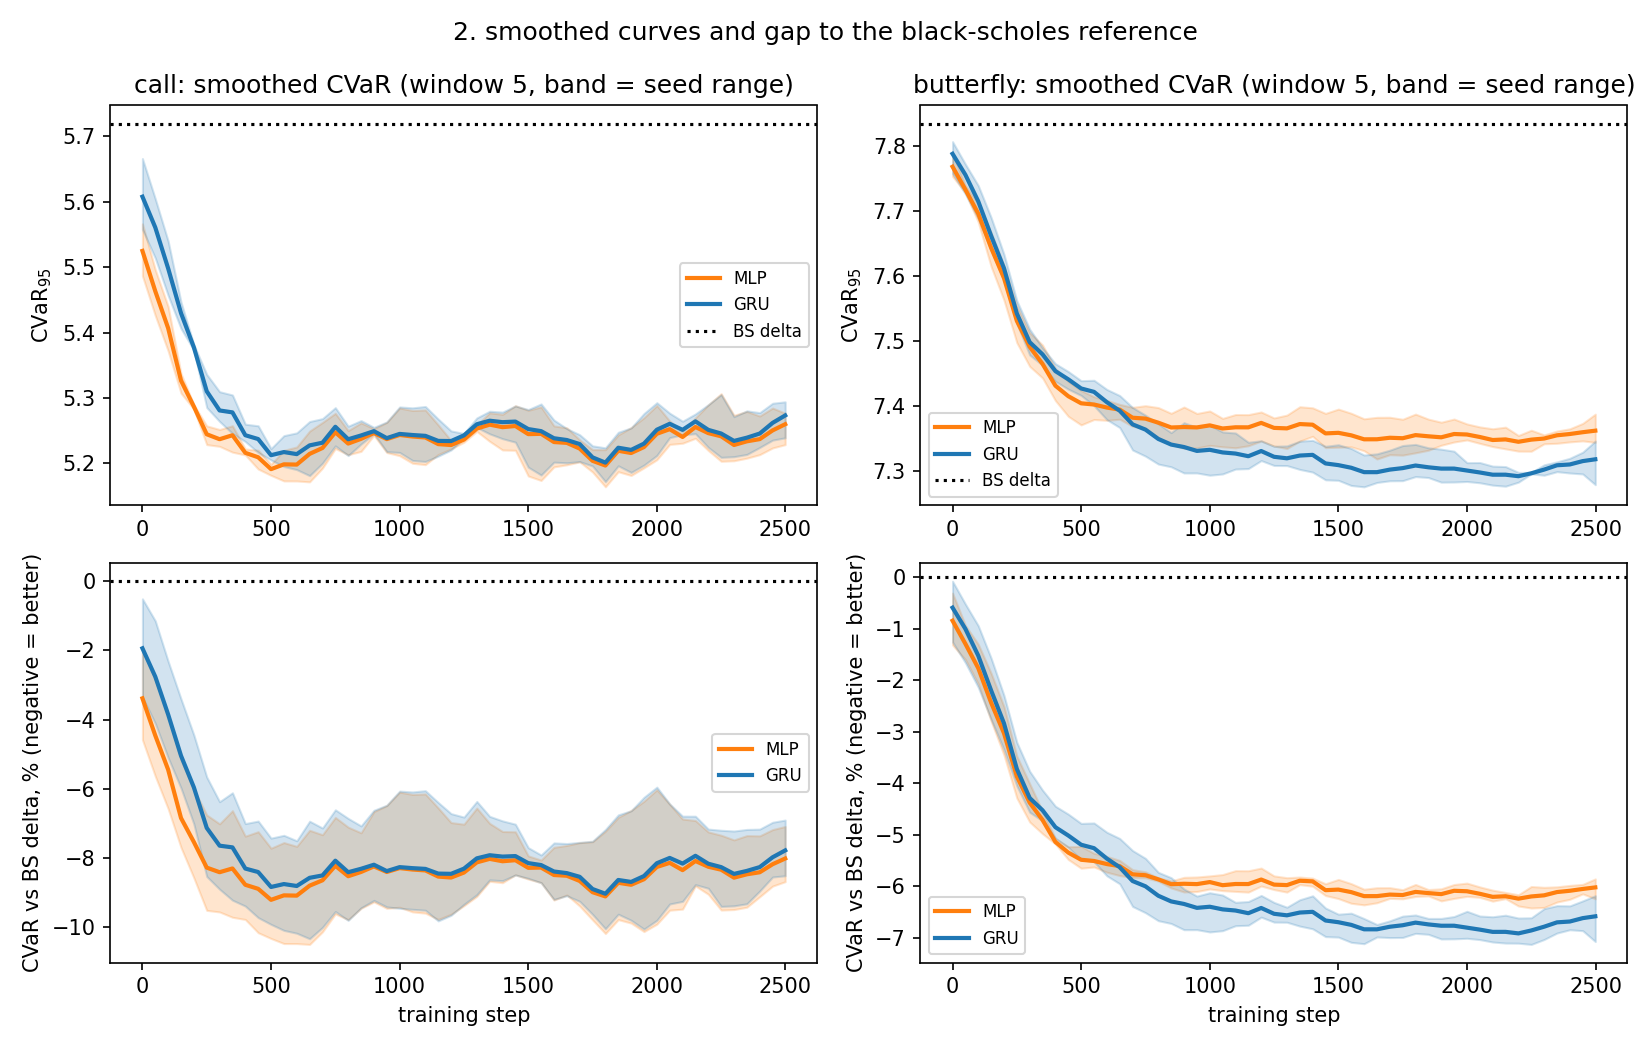 2. smoothed curves and gap to the black-scholes reference
call: smoothed CVaR (window 5, band = seed range)
CVaR95
5.7
5.6
5.5
5.4
5.3
5.2
MLP
GRU
BS delta
0
500
1000
1500
2000
2500
butterfly: smoothed CVaR (window 5, band = seed range)
CVaR95
7.8
7.7
7.6
7.5
7.4
7.3
MLP
GRU
BS delta
0
500
1000
1500
2000
2500
CVaR vs BS delta, % (negative = better)
0
−2
−4
−6
−8
−10
MLP
GRU
0
500
1000
1500
2000
2500
training step
CVaR vs BS delta, % (negative = better)
0
−1
−2
−3
−4
−5
−6
−7
MLP
GRU
0
500
1000
1500
2000
2500
training step